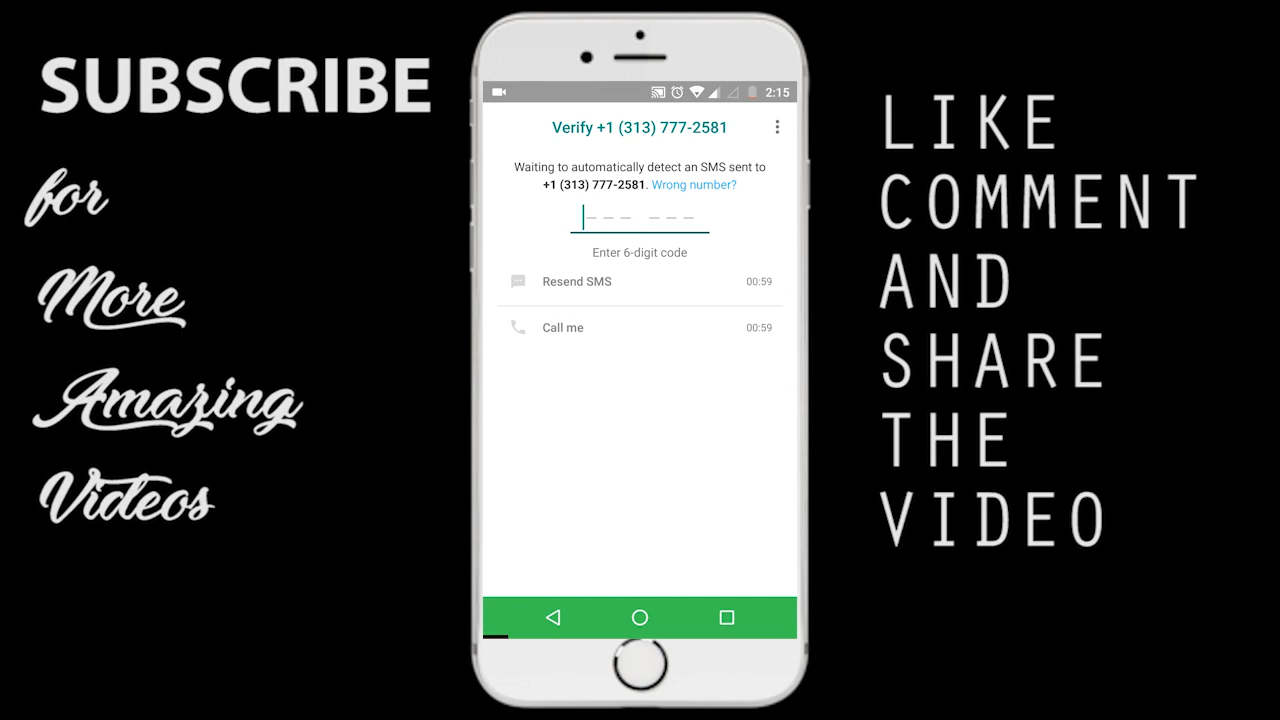 SUBSCRIBE
for
More
Amazing
Videos
2:15
Verify +1 (313) 777-2581
Waiting to automatically detect an SMS sent to
+1 (313) 777-2581. Wrong number?
Enter 6-digit code
Resend SMS 00:59
Call me 00:59
LIKE
COMMENT
AND
SHARE
THE
VIDEO